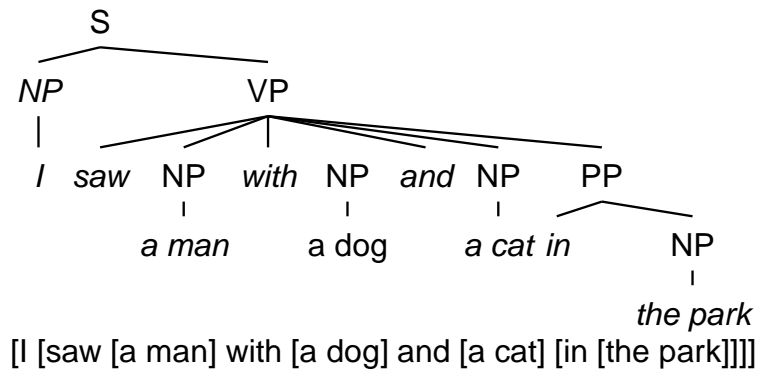 S
NP VP
I saw NP with NP and NP PP
a man a dog a cat in NP
the park
[I [saw [a man] with [a dog] and [a cat] [in [the park]]]]